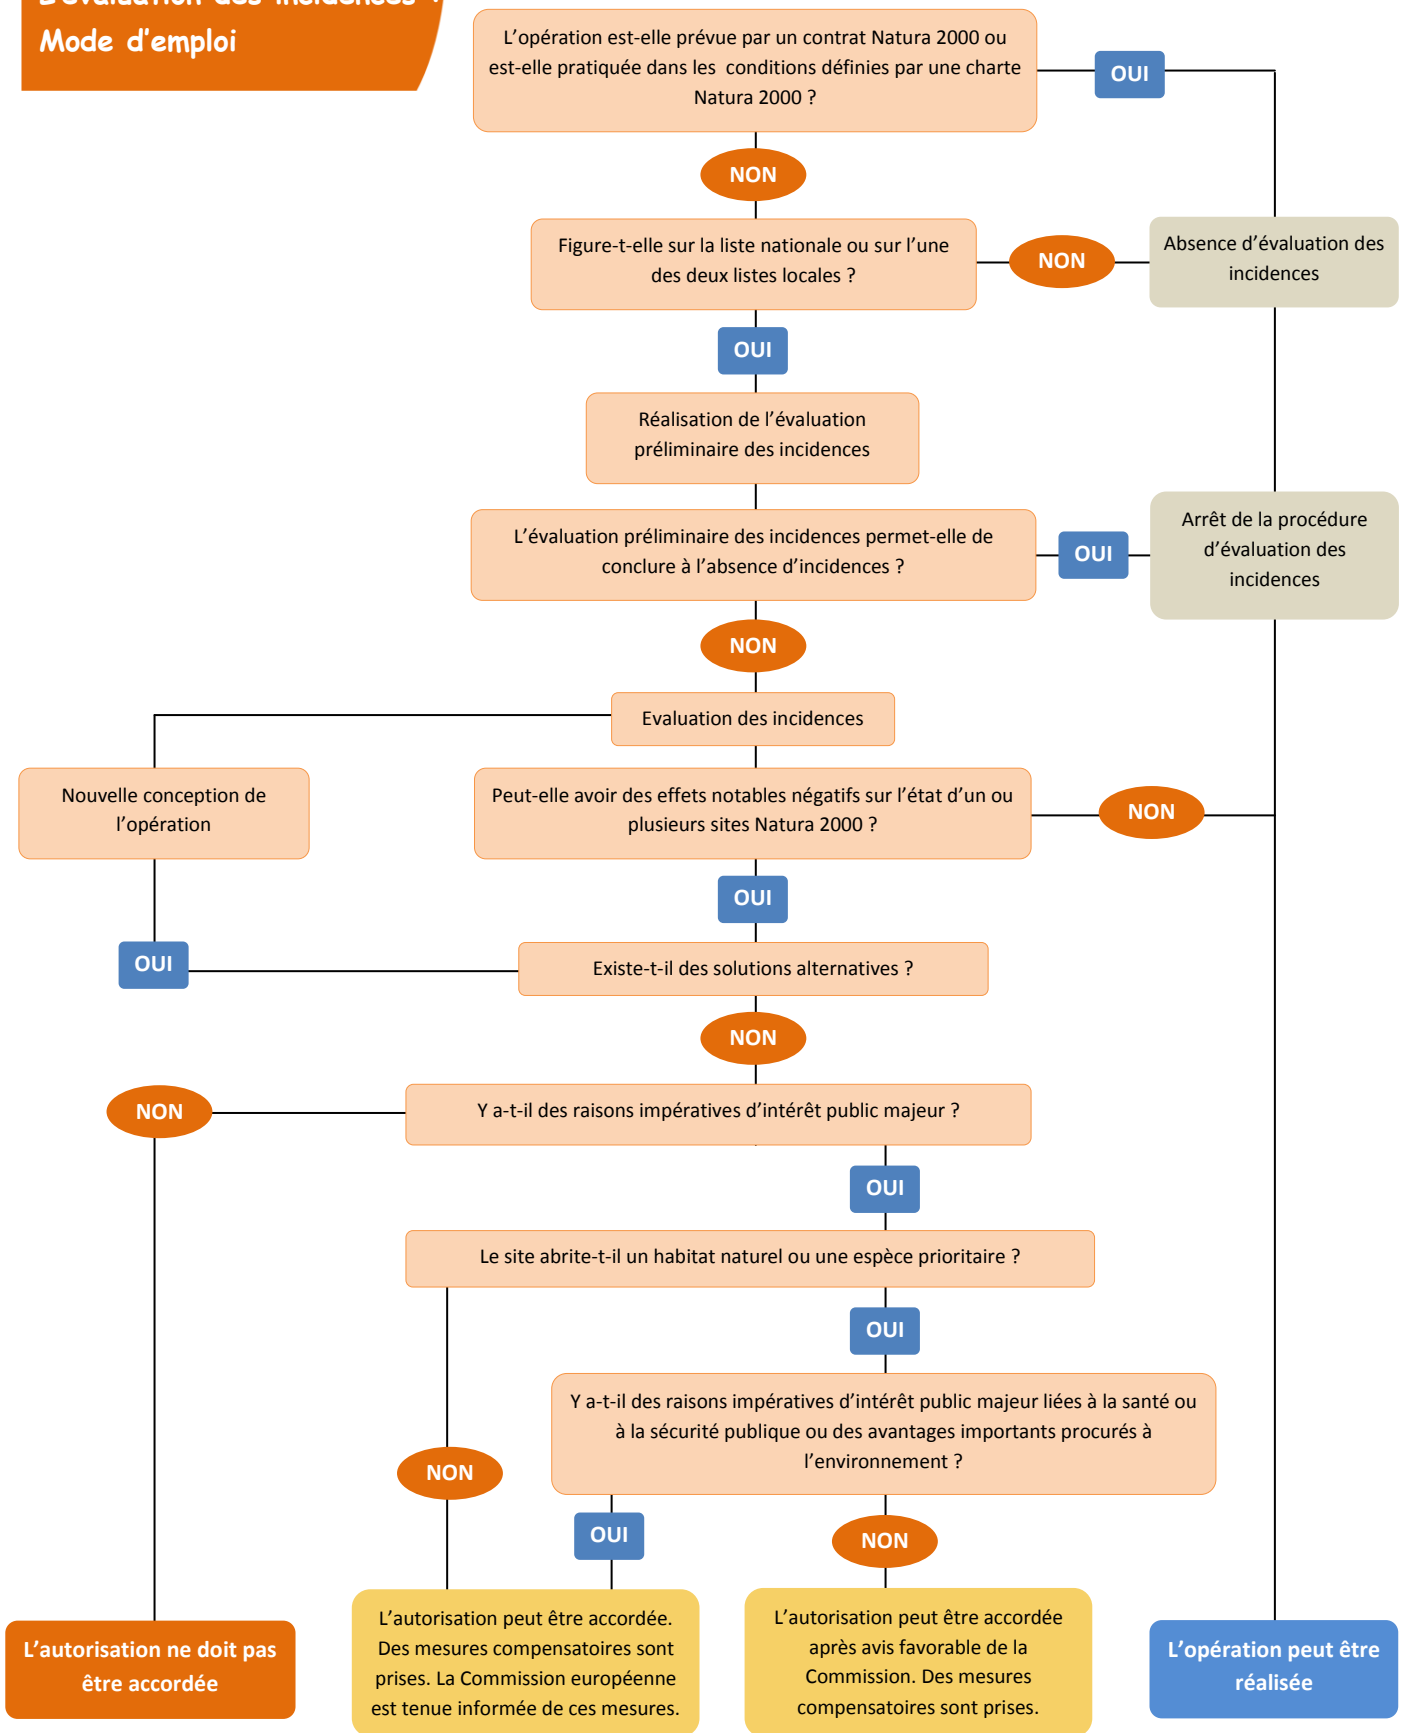 L'évaluation des incidences :
Mode d'emploi
L'opération est-elle prévue par un contrat Natura 2000 ou
est-elle pratiquée dans les conditions définies par une charte
Natura 2000 ?
OUI
NON
Figure-t-elle sur la liste nationale ou sur l'une
des deux listes locales ?
NON
Absence d'évaluation des
incidences
OUI
Réalisation de l'évaluation
préliminaire des incidences
L'évaluation préliminaire des incidences permet-elle de
conclure à l'absence d'incidences ?
OUI
Arrêt de la procédure
d'évaluation des
incidences
NON
Evaluation des incidences
Nouvelle conception de
l'opération
Peut-elle avoir des effets notables négatifs sur l'état d'un ou
plusieurs sites Natura 2000 ?
NON
OUI
OUI
Existe-t-il des solutions alternatives ?
NON
NON
Y a-t-il des raisons impératives d'intérêt public majeur ?
OUI
Le site abrite-t-il un habitat naturel ou une espèce prioritaire ?
OUI
Y a-t-il des raisons impératives d'intérêt public majeur liées à la santé ou
à la sécurité publique ou des avantages importants procurés à
l'environnement ?
NON
OUI
NON
L'autorisation ne doit pas
être accordée
L'autorisation peut être accordée.
Des mesures compensatoires sont
prises. La Commission européenne
est tenue informée de ces mesures.
L'autorisation peut être accordée
après avis favorable de la
Commission. Des mesures
compensatoires sont prises.
L'opération peut être
réalisée